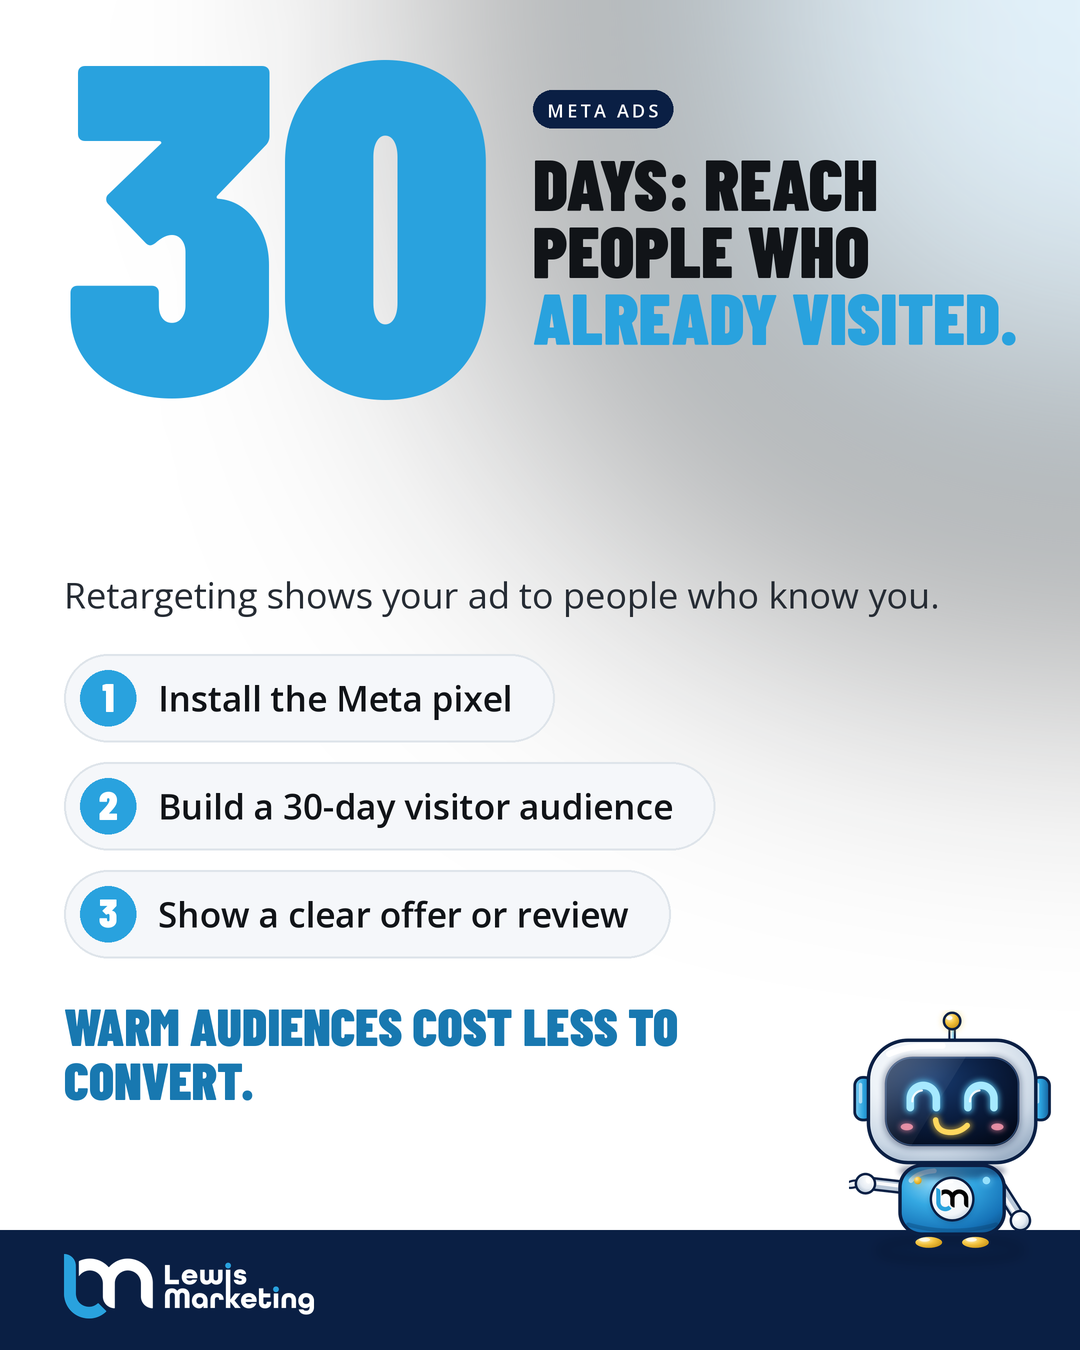 30
META ADS
DAYS: REACH
PEOPLE WHO
ALREADY VISITED.
Retargeting shows your ad to people who know you.
1 Install the Meta pixel
2 Build a 30-day visitor audience
3 Show a clear offer or review
WARM AUDIENCES COST LESS TO
CONVERT.
lm
lm Lewis
Marketing